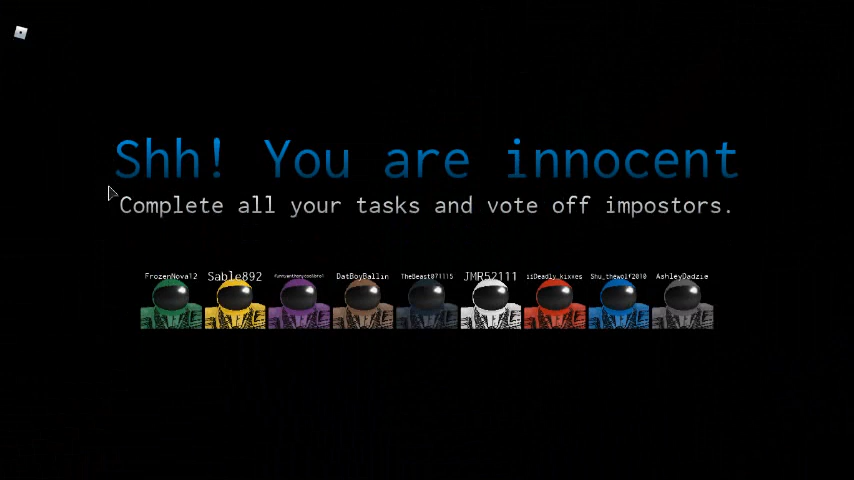 Shh! You are innocent
Complete all your tasks and vote off impostors.
FrozenNova12 Sable892 DatBoyBallin TheBeast071115 JMR52111 iiDeadly_kixxes Shu_thewolf2010 AshleyDadzie